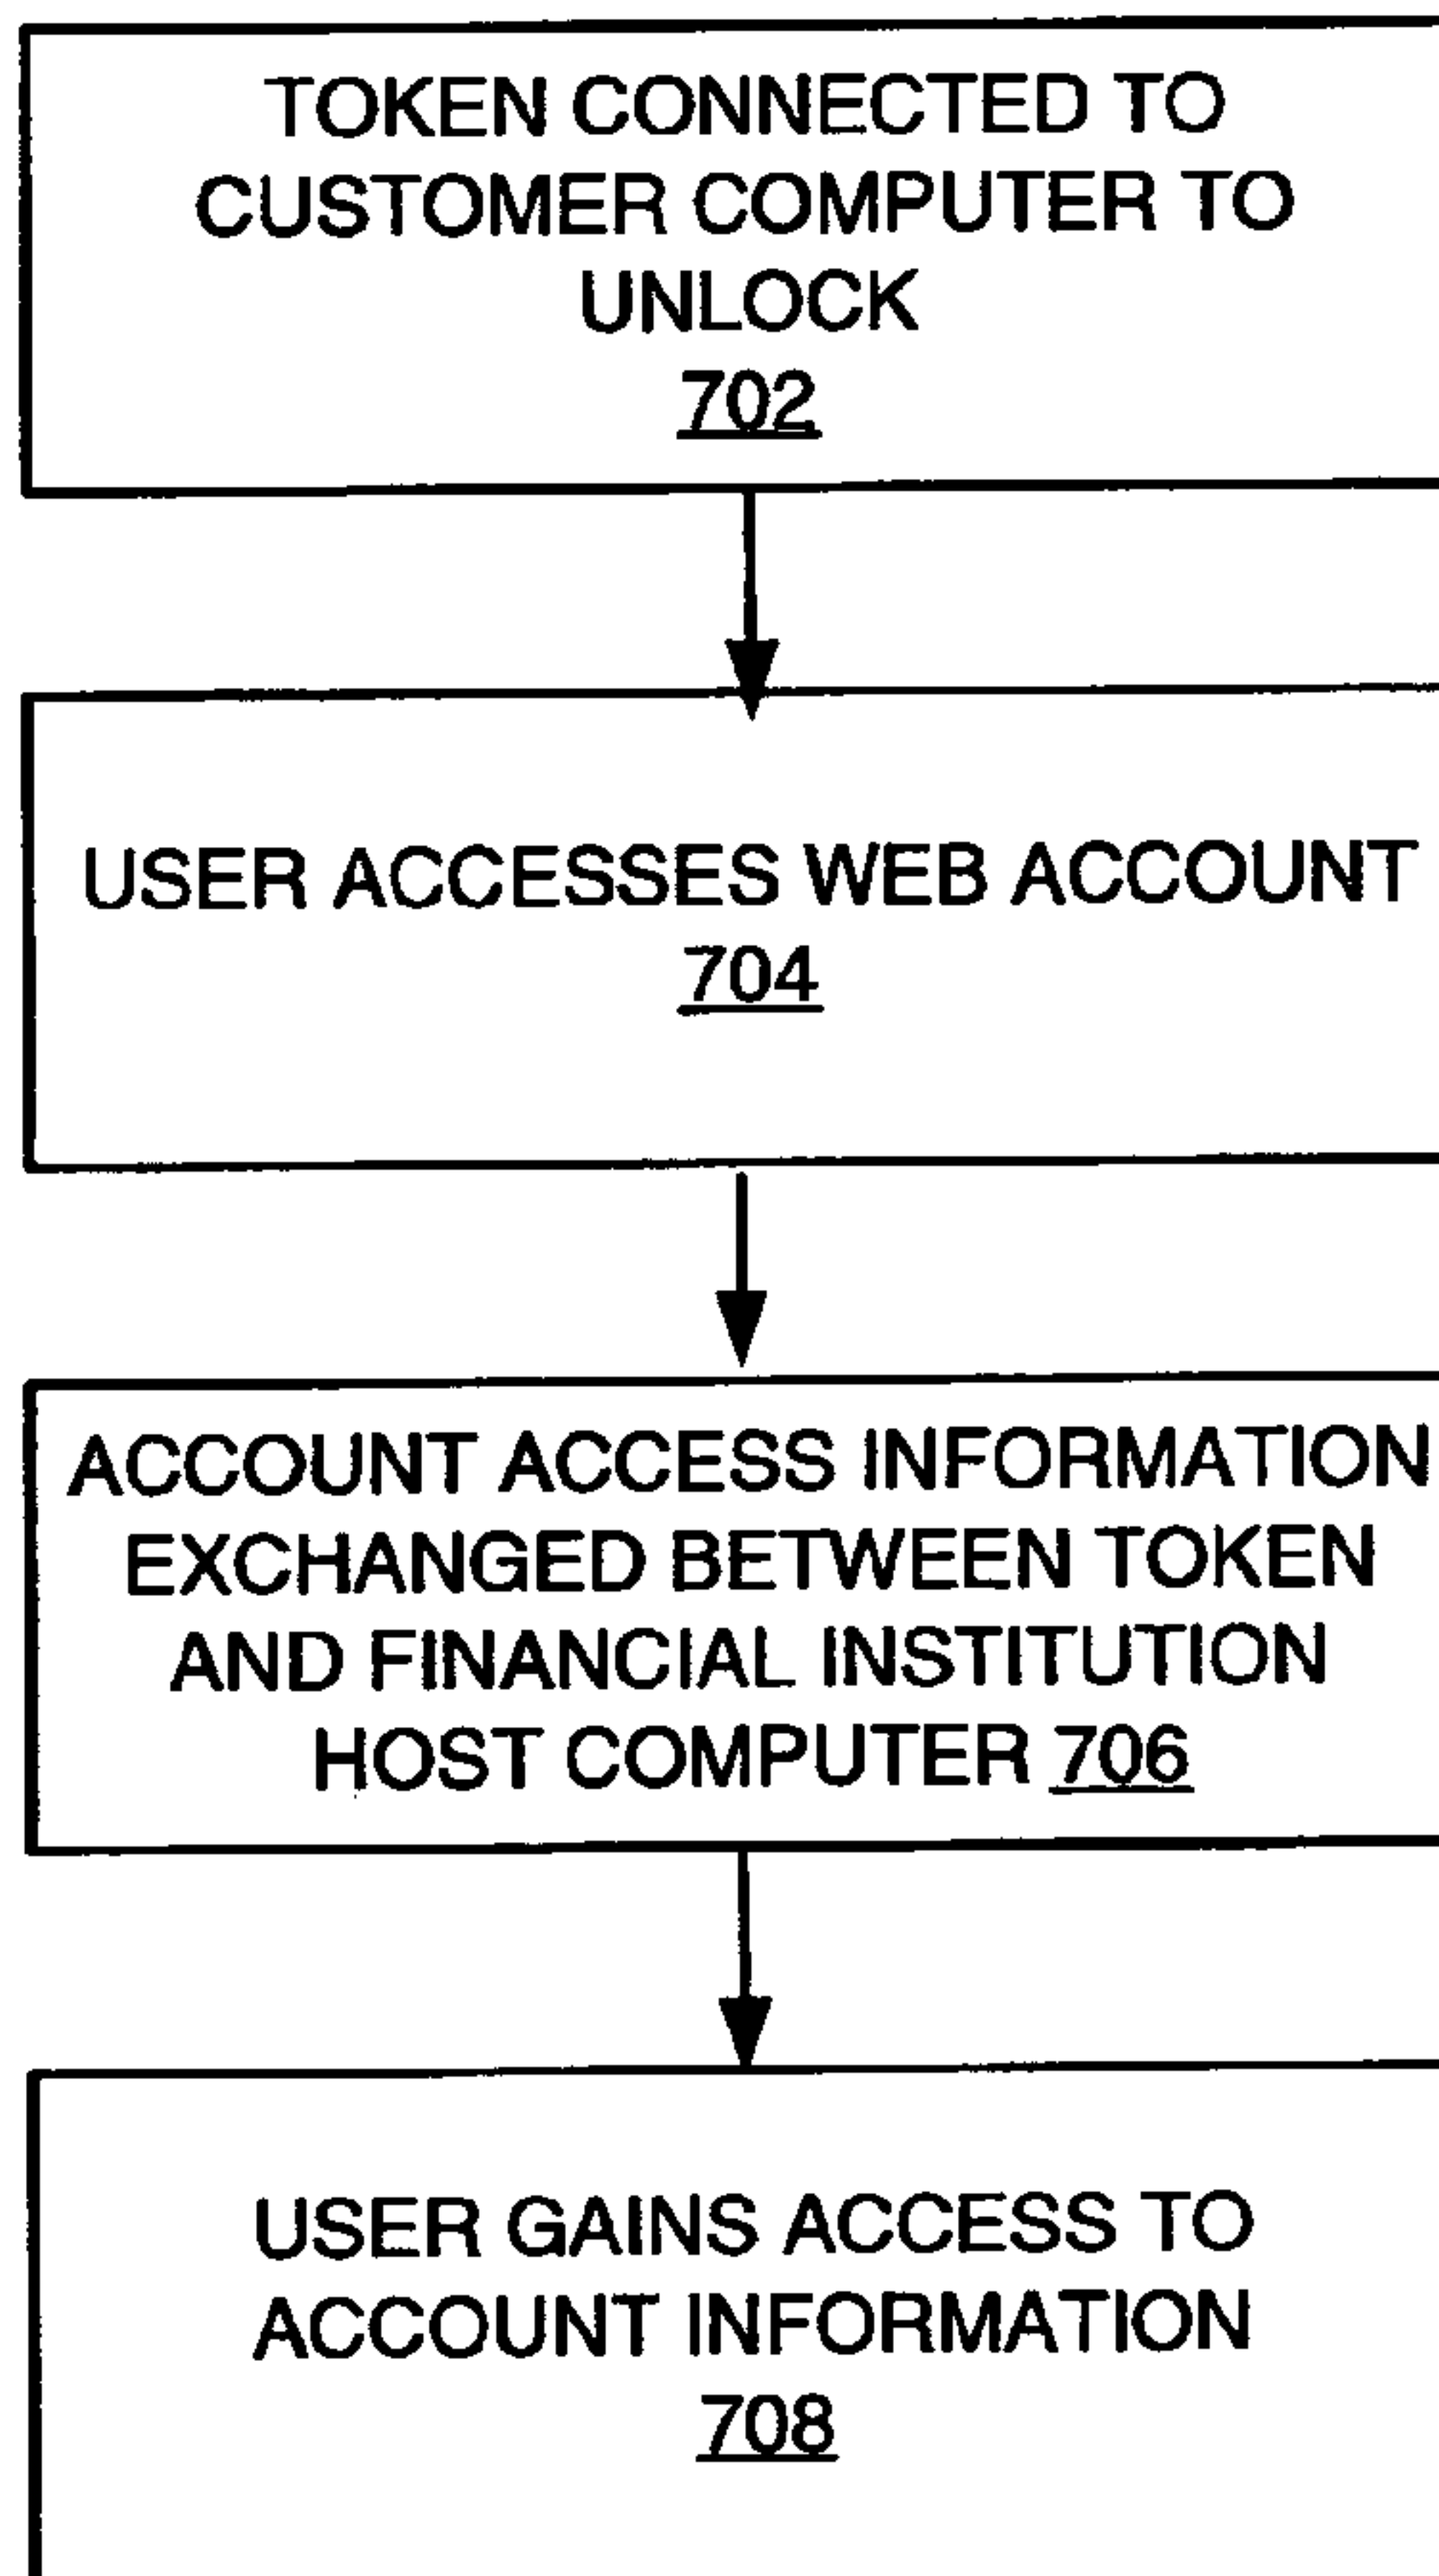 TOKEN CONNECTED TO
CUSTOMER COMPUTER TO
UNLOCK
702
USER ACCESSES WEB ACCOUNT
704
ACCOUNT ACCESS INFORMATION
EXCHANGED BETWEEN TOKEN
AND FINANCIAL INSTITUTION
HOST COMPUTER 706
USER GAINS ACCESS TO
ACCOUNT INFORMATION
708